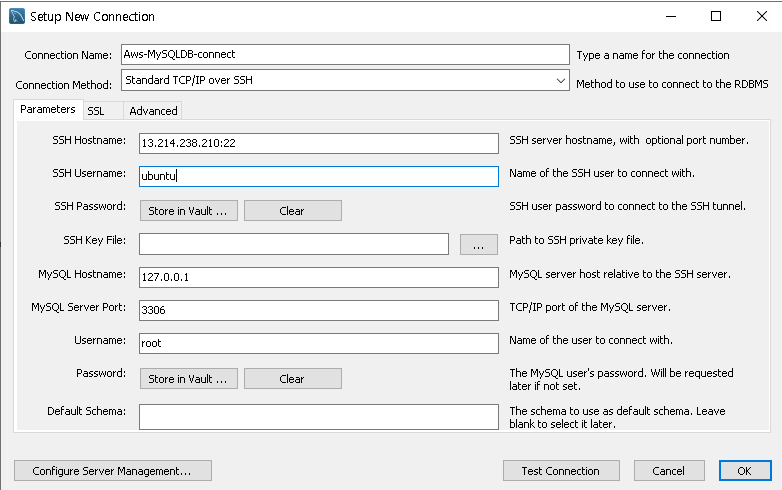 Setup New Connection
Connection Name: Aws-MySQLDB-connect Type a name for the connection
Connection Method: Standard TCP/IP over SSH Method to use to connect to the RDBMS
Parameters SSL Advanced
SSH Hostname: 13.214.238.210:22 SSH server hostname, with optional port number.
SSH Username: ubuntu Name of the SSH user to connect with.
SSH Password: Store in Vault ... Clear SSH user password to connect to the SSH tunnel.
SSH Key File: ... Path to SSH private key file.
MySQL Hostname: 127.0.0.1 MySQL server host relative to the SSH server.
MySQL Server Port: 3306 TCP/IP port of the MySQL server.
Username: root Name of the user to connect with.
Password: Store in Vault ... Clear The MySQL user's password. Will be requested
later if not set.
Default Schema: The schema to use as default schema. Leave
blank to select it later.
Configure Server Management... Test Connection Cancel OK